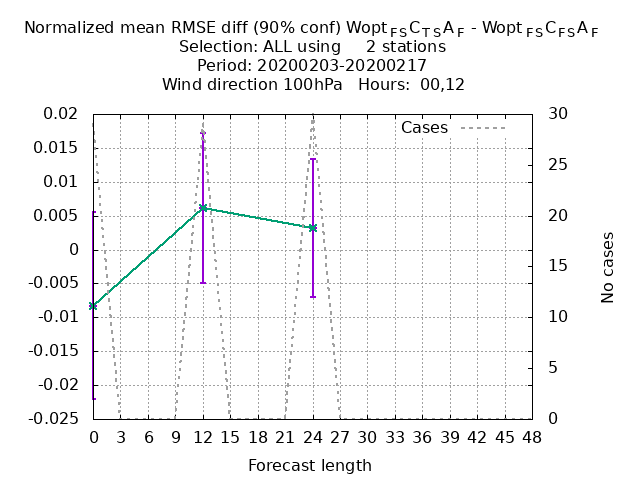 Normalized mean RMSE diff (90% conf) Wopt_FS C_TS A_F - Wopt_FS C_FS A_F
Selection: ALL using 2 stations
Period: 20200203-20200217
Wind direction 100hPa Hours: 00,12
Cases
0.02
0.015
0.01
0.005
0
-0.005
-0.01
-0.015
-0.02
-0.025
30
25
20
15
10
5
0
No cases
0 3 6 9 12 15 18 21 24 27 30 33 36 39 42 45 48
Forecast length